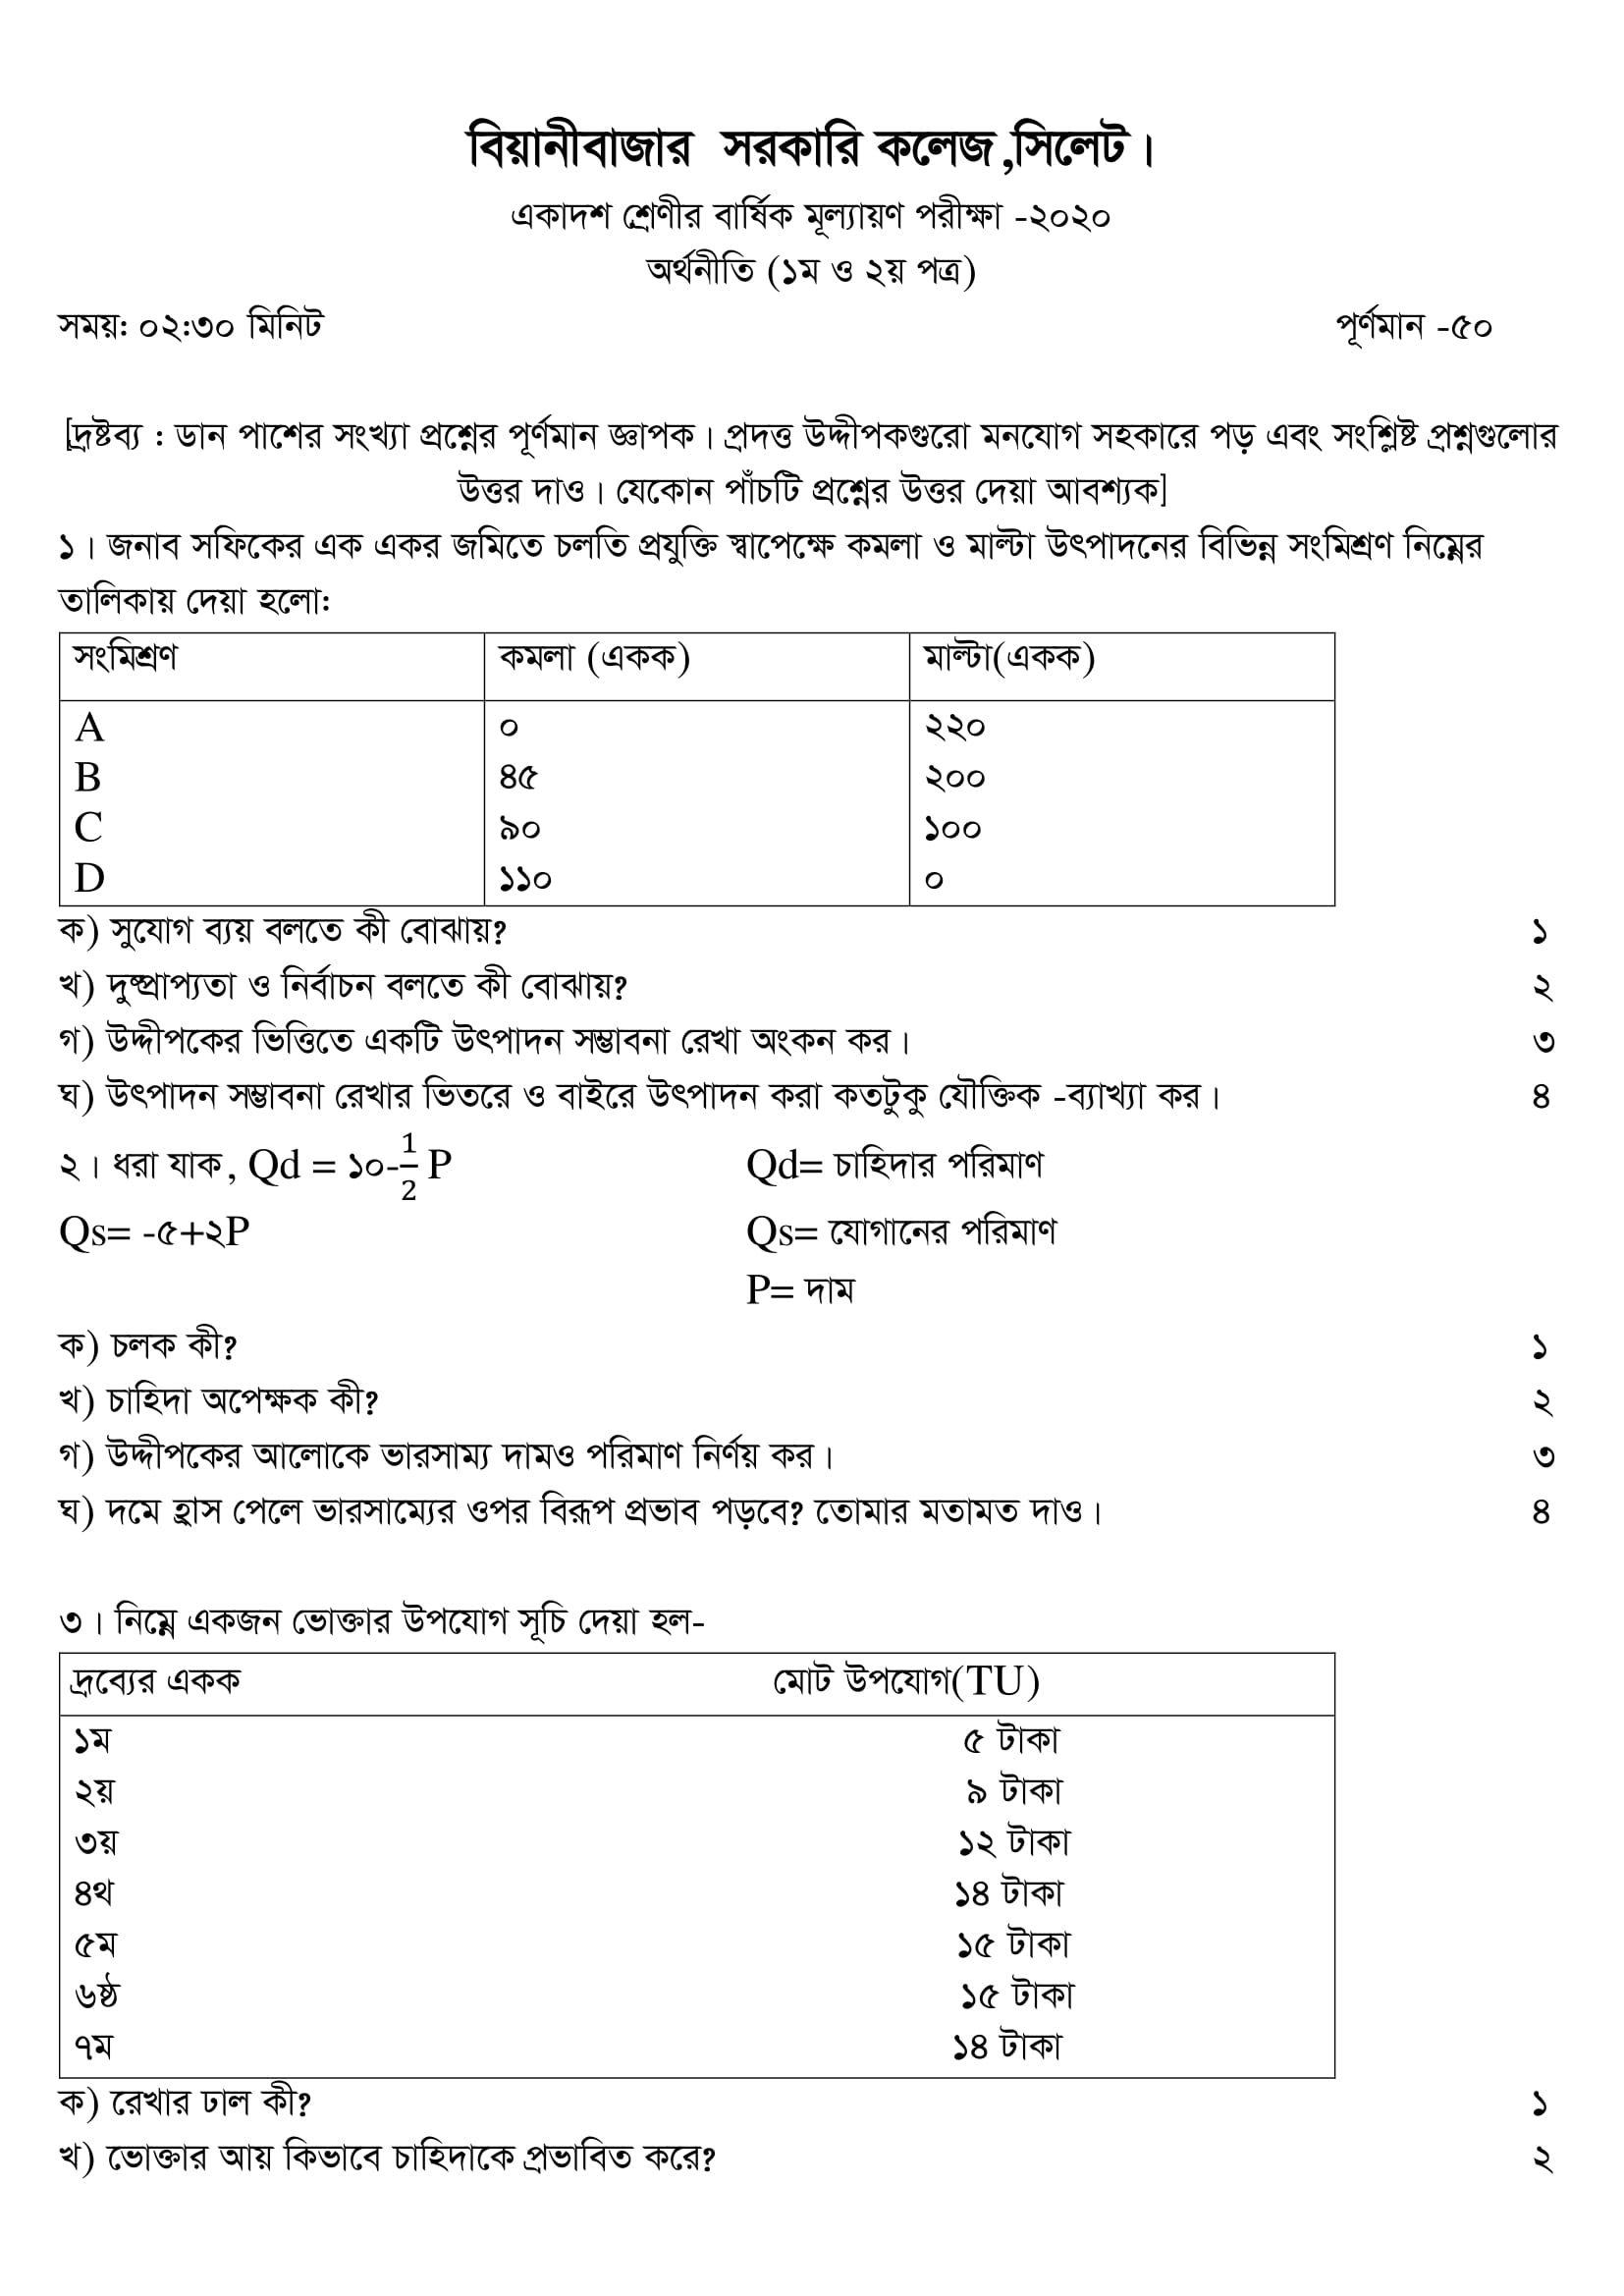 বিয়ানীবাজার সরকারি কলেজ,সিলেট।
একাদশ শ্রেণীর বার্ষিক মূল্যায়ণ পরীক্ষা -২০২০
অর্থনীতি (১ম ও ২য় পত্র)
সময়ঃ ০২:৩০ মিনিট পূর্ণমান -৫০
[দ্রষ্টব্য : ডান পাশের সংখ্যা প্রশ্নের পূর্ণমান জ্ঞাপক। প্রদত্ত উদ্দীপকগুরো মনযোগ সহকারে পড় এবং সংশ্লিষ্ট প্রশ্নগুলোর
উত্তর দাও। যেকোন পাঁচটি প্রশ্নের উত্তর দেয়া আবশ্যক]
১। জনাব সফিকের এক একর জমিতে চলতি প্রযুক্তি স্বাপেক্ষে কমলা ও মাল্টা উৎপাদনের বিভিন্ন সংমিশ্রণ নিম্নের
তালিকায় দেয়া হলোঃ
সংমিশ্রণ কমলা (একক) মাল্টা(একক)
A ০ ২২০
B ৪৫ ২০০
C ৯০ ১০০
D ১১০ ০
ক) সুযোগ ব্যয় বলতে কী বোঝায়? ১
খ) দুষ্প্রাপ্যতা ও নির্বাচন বলতে কী বোঝায়? ২
গ) উদ্দীপকের ভিত্তিতে একটি উৎপাদন সম্ভাবনা রেখা অংকন কর। ৩
ঘ) উৎপাদন সম্ভাবনা রেখার ভিতরে ও বাইরে উৎপাদন করা কতটুকু যৌক্তিক -ব্যাখ্যা কর। ৪
২। ধরা যাক, Qd = ১০-1/2 P Qd= চাহিদার পরিমাণ
Qs= -৫+২P Qs= যোগানের পরিমাণ
P= দাম
ক) চলক কী? ১
খ) চাহিদা অপেক্ষক কী? ২
গ) উদ্দীপকের আলোকে ভারসাম্য দামও পরিমাণ নির্ণয় কর। ৩
ঘ) দমে হ্রাস পেলে ভারসাম্যের ওপর বিরূপ প্রভাব পড়বে? তোমার মতামত দাও। ৪
৩। নিম্নে একজন ভোক্তার উপযোগ সূচি দেয়া হল-
দ্রব্যের একক মোট উপযোগ(TU)
১ম ৫ টাকা
২য় ৯ টাকা
৩য় ১২ টাকা
৪থ ১৪ টাকা
৫ম ১৫ টাকা
৬ষ্ঠ ১৫ টাকা
৭ম ১৪ টাকা
ক) রেখার ঢাল কী? ১
খ) ভোক্তার আয় কিভাবে চাহিদাকে প্রভাবিত করে? ২